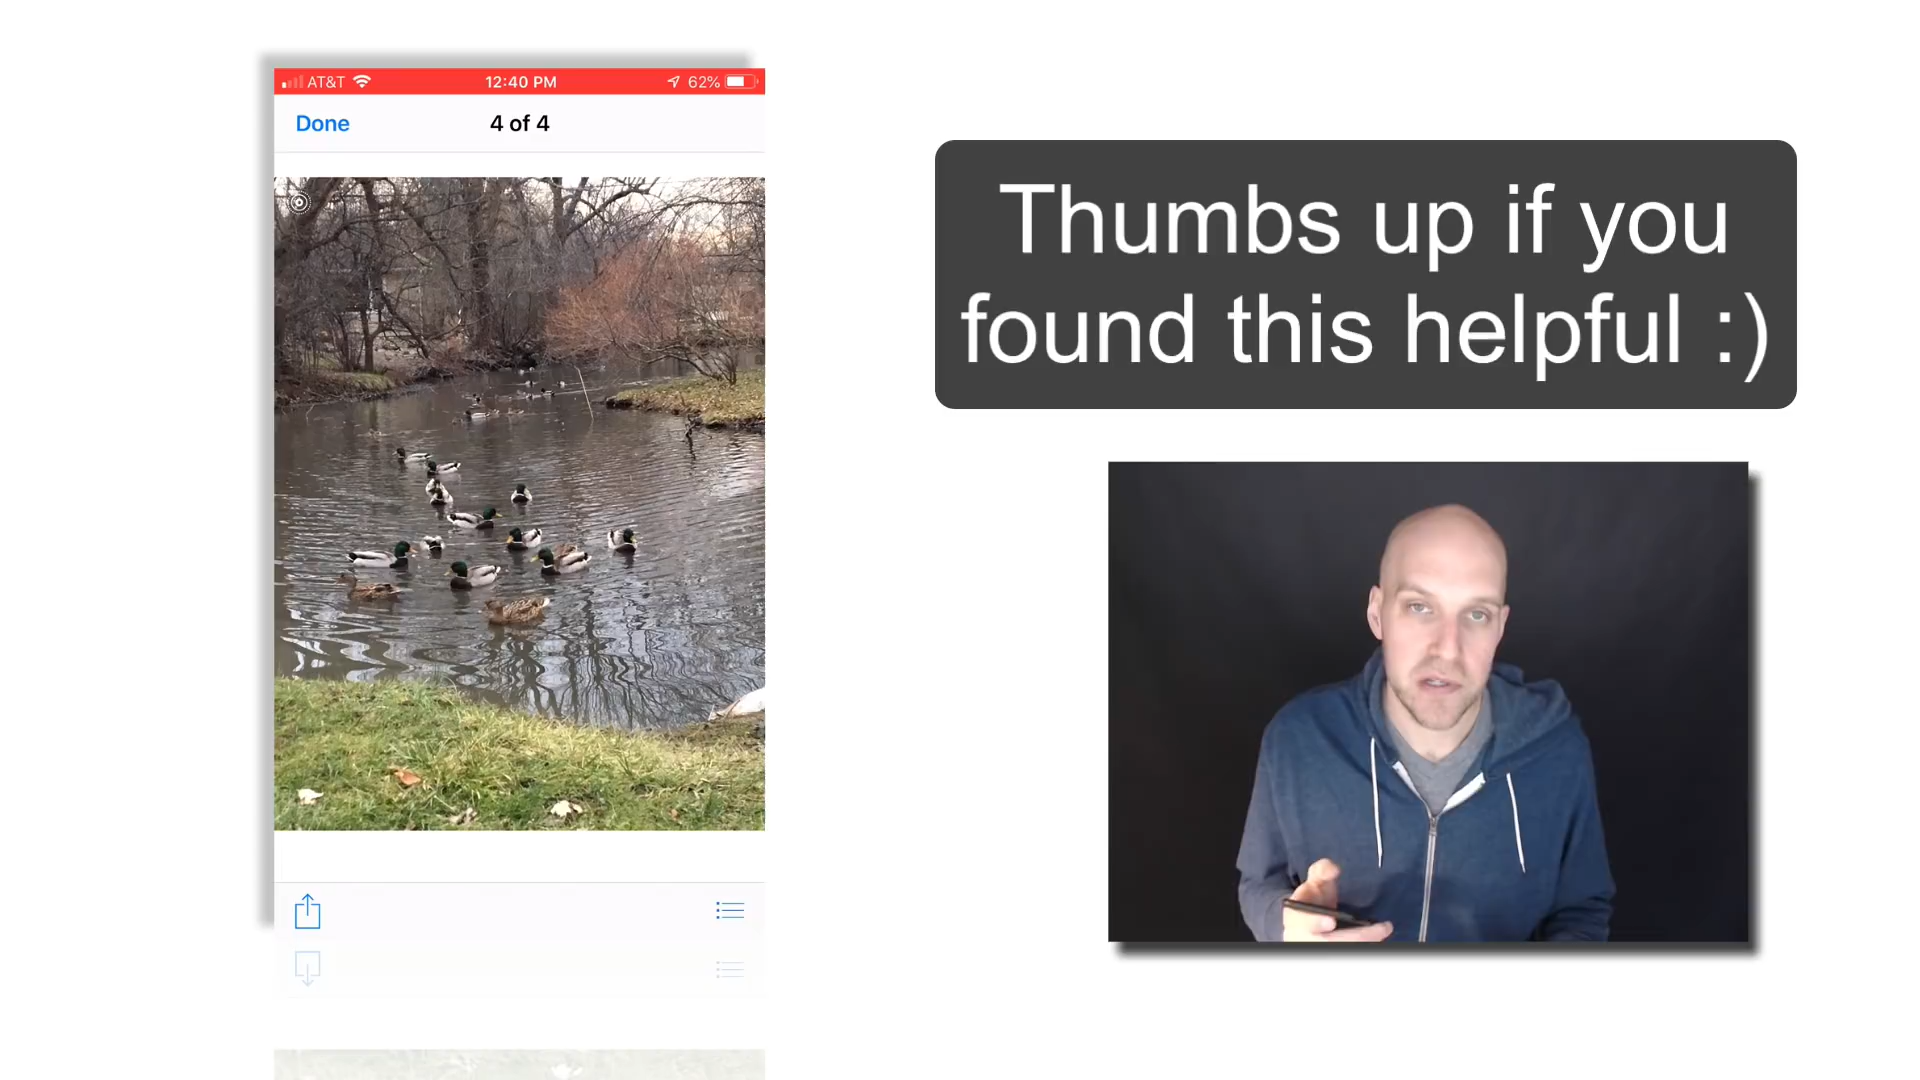 AT&T 12:40 PM 62%
Done 4 of 4
Thumbs up if you
found this helpful :)